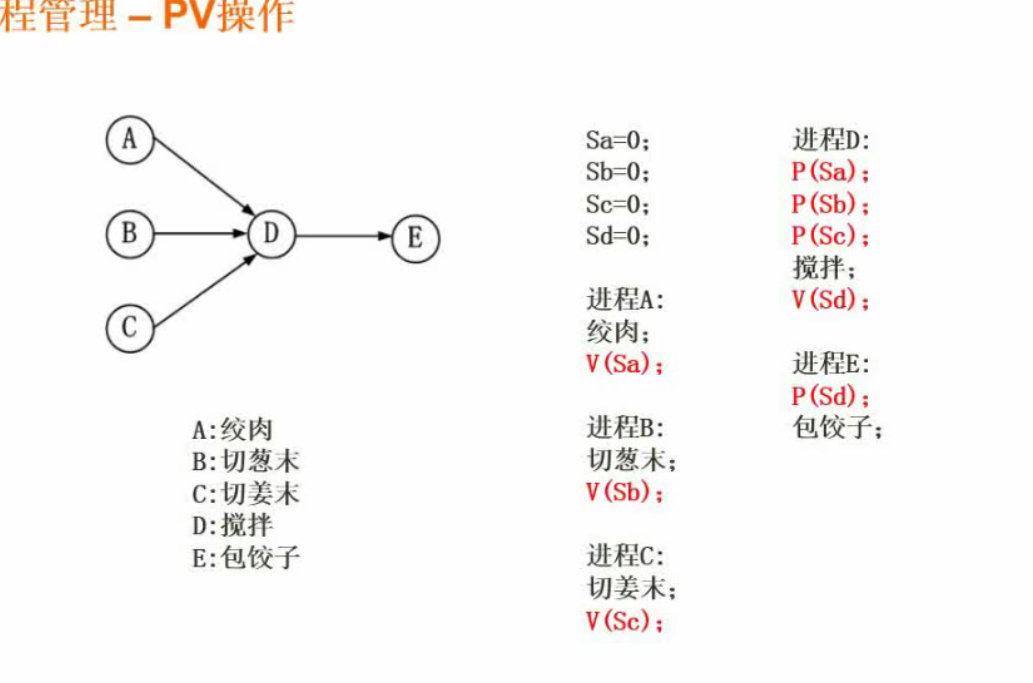 程管理 – PV操作
A
B
C
D
E
A:绞肉
B:切葱末
C:切姜末
D:搅拌
E:包饺子
Sa=0;
Sb=0;
Sc=0;
Sd=0;
进程A:
绞肉;
V(Sa);
进程B:
切葱末;
V(Sb);
进程C:
切姜末;
V(Sc);
进程D:
P(Sa);
P(Sb);
P(Sc);
搅拌;
V(Sd);
进程E:
P(Sd);
包饺子;